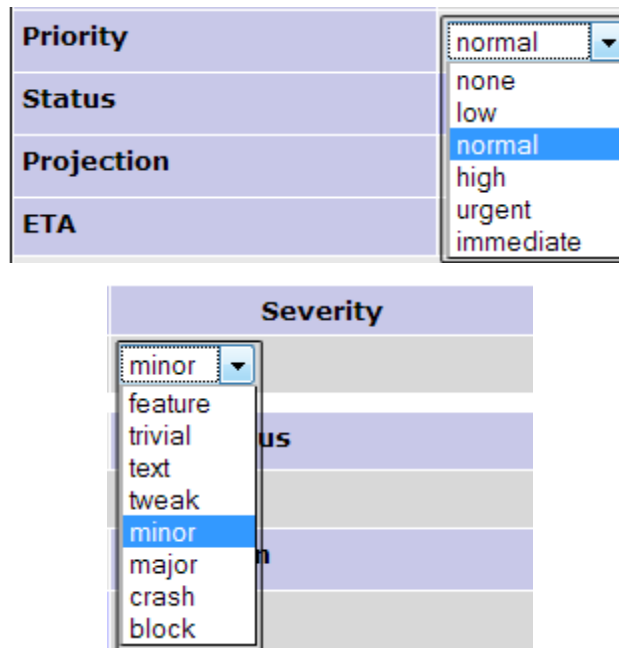 Priority
normal
none
Status
low
normal
Projection
high
urgent
ETA
immediate
Severity
minor
feature
trivial
us
text
tweak
minor
major
crash
block